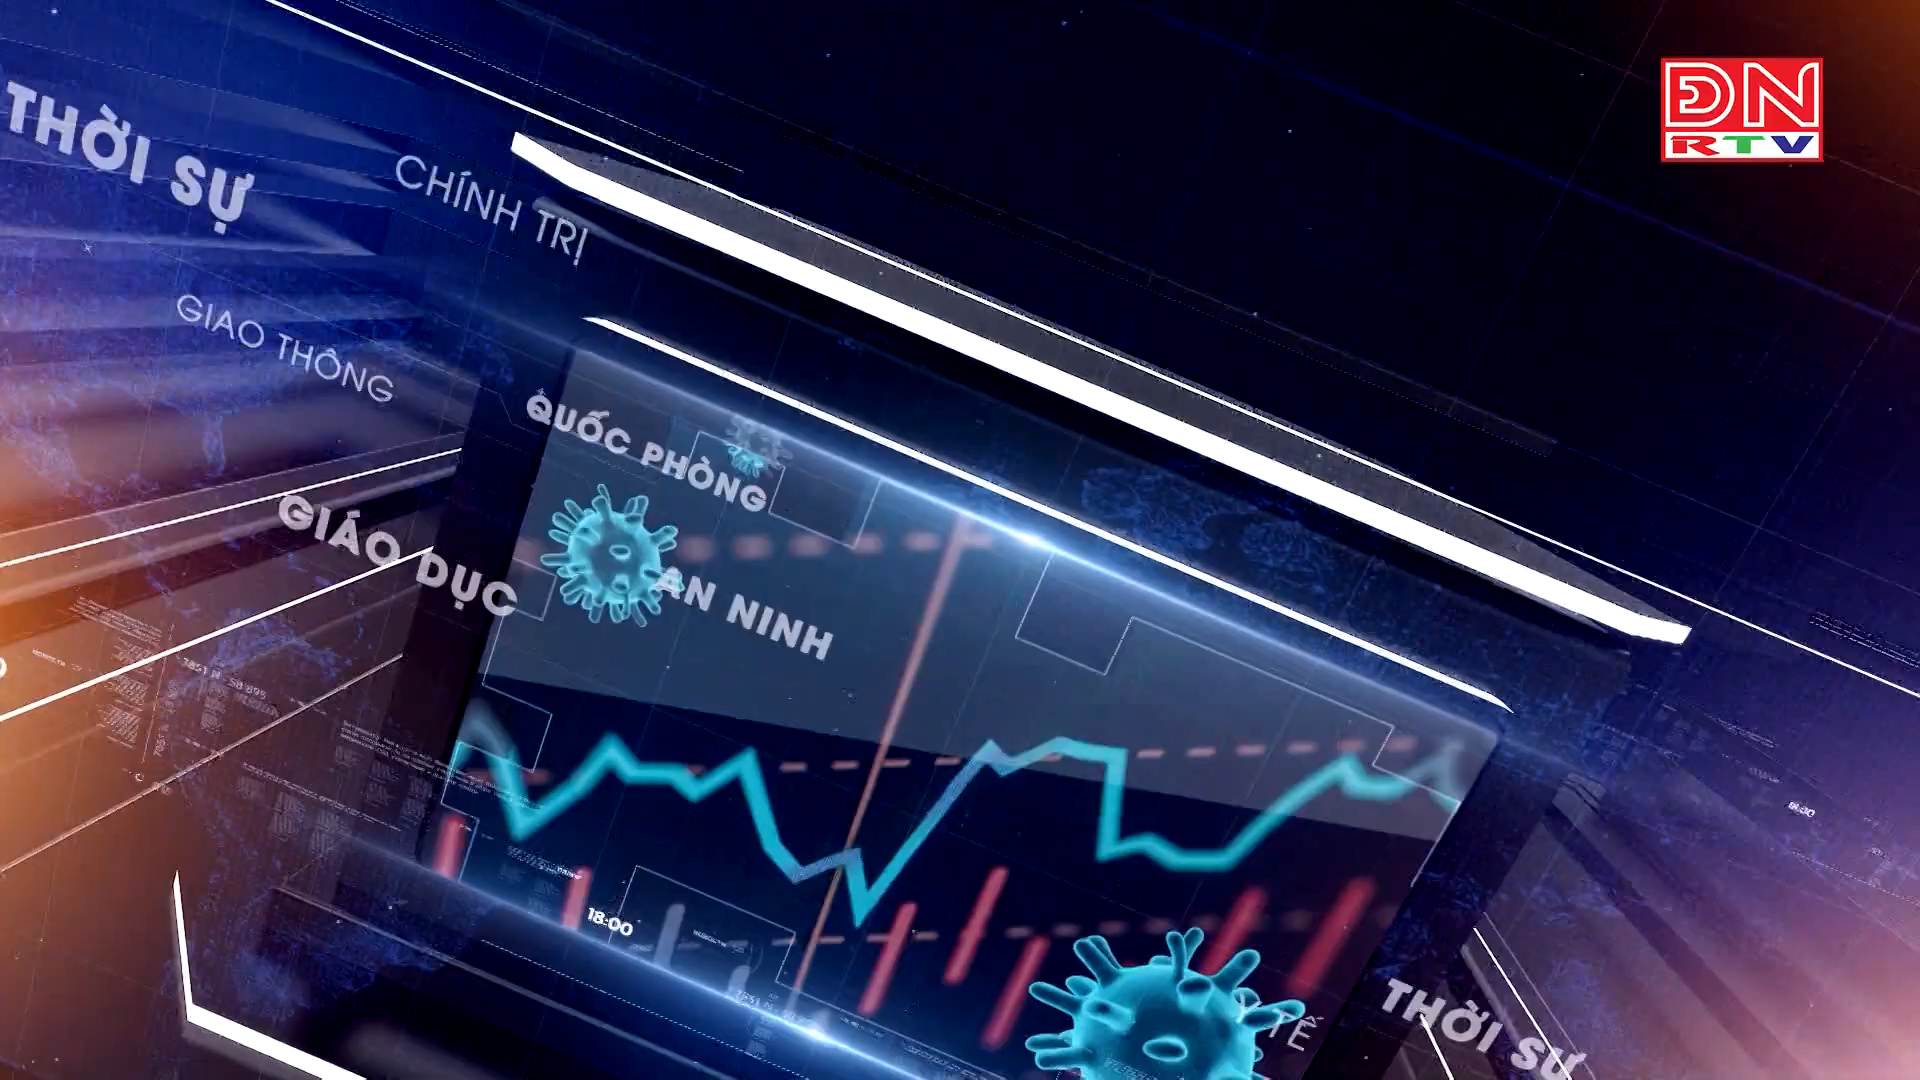 ĐN
RTV
THỜI SỰ
CHÍNH TRỊ
GIAO THÔNG
QUỐC PHÒNG
GIÁO DỤC
AN NINH
18:00
Y TẾ
THỜI SỰ